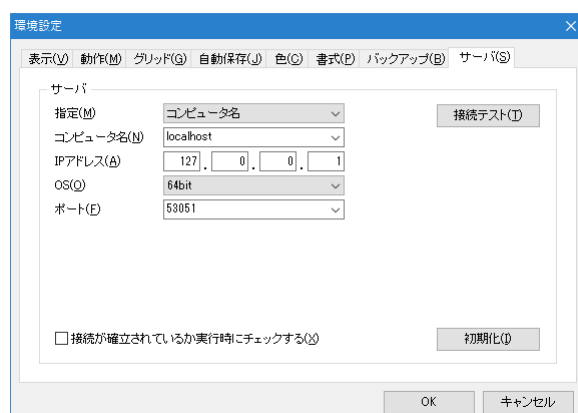 環境設定
表示(V) 動作(M) グリッド(G) 自動保存(J) 色(C) 書式(P) バックアップ(B) サーバ(S)
サーバ
指定(M) コンピュータ名 接続テスト(T)
コンピュータ名(N) localhost
IPアドレス(A) 127 . 0 . 0 . 1
OS(O) 64bit
ポート(F) 53051
接続が確立されているか実行時にチェックする(X) 初期化(I)
OK キャンセル